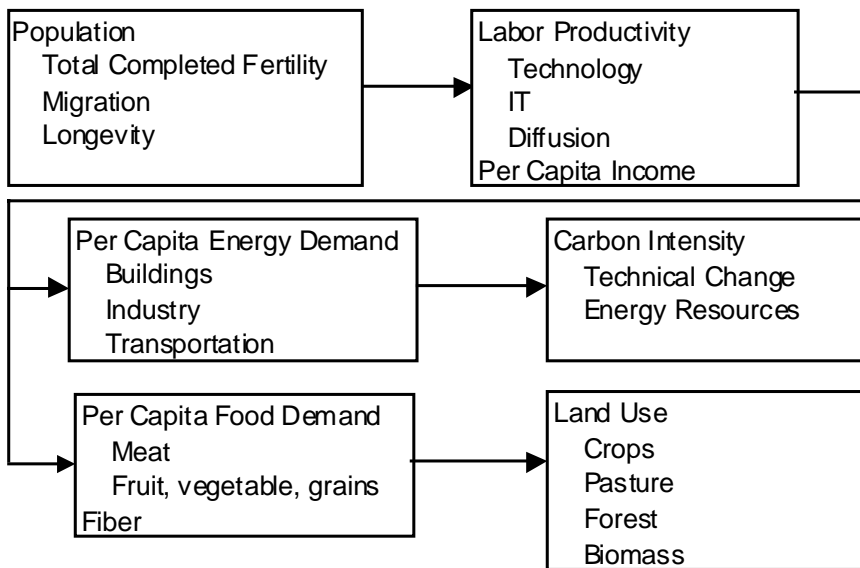 Population
Total Completed Fertility
Migration
Longevity
Labor Productivity
Technology
IT
Diffusion
Per Capita Income
Per Capita Energy Demand
Buildings
Industry
Transportation
Carbon Intensity
Technical Change
Energy Resources
Per Capita Food Demand
Meat
Fruit, vegetable, grains
Fiber
Land Use
Crops
Pasture
Forest
Biomass